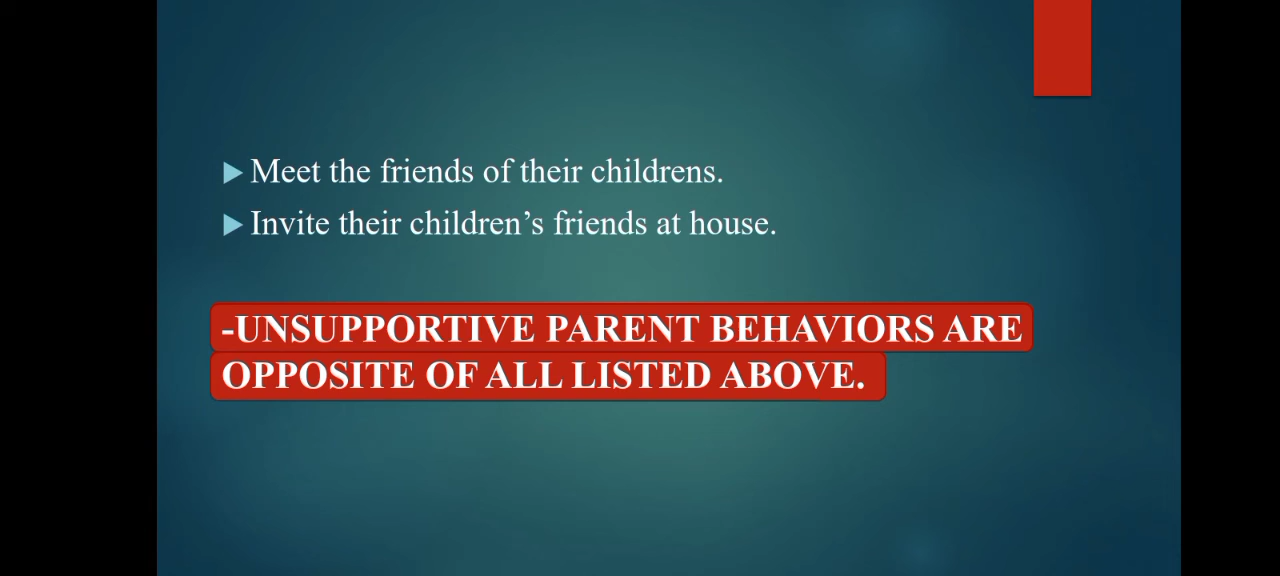 Meet the friends of their childrens.
Invite their children’s friends at house.
-UNSUPPORTIVE PARENT BEHAVIORS ARE
OPPOSITE OF ALL LISTED ABOVE.